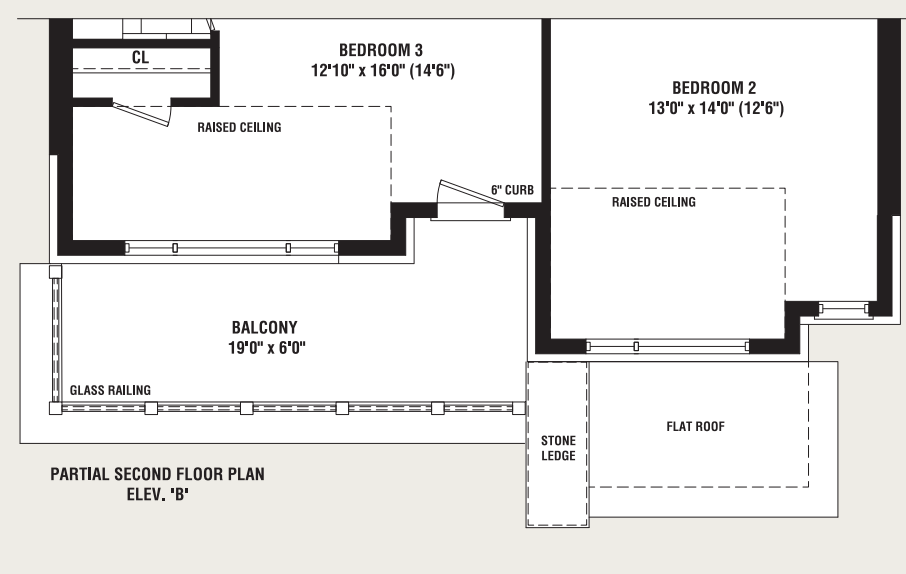 CL
BEDROOM 3
12'10" x 16'0" (14'6")
BEDROOM 2
13'0" x 14'0" (12'6")
RAISED CEILING
6" CURB
RAISED CEILING
BALCONY
19'0" x 6'0"
GLASS RAILING
FLAT ROOF
STONE
LEDGE
PARTIAL SECOND FLOOR PLAN
ELEV. 'B'